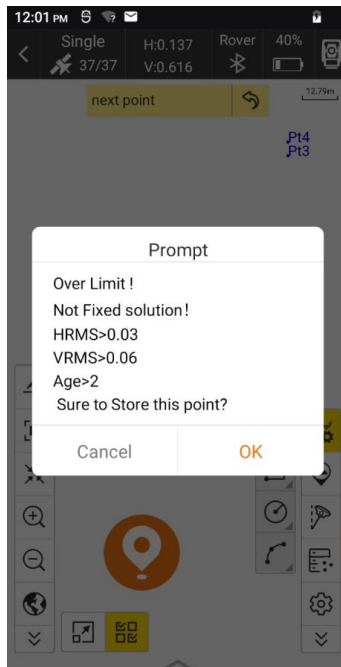 12:01 PM
Single
H:0.137
Rover
40%
37/37
V:0.616
next point
12.79m
Pt4
Pt3
Prompt
Over Limit !
Not Fixed solution!
HRMS>0.03
VRMS>0.06
Age>2
Sure to Store this point?
Cancel
OK